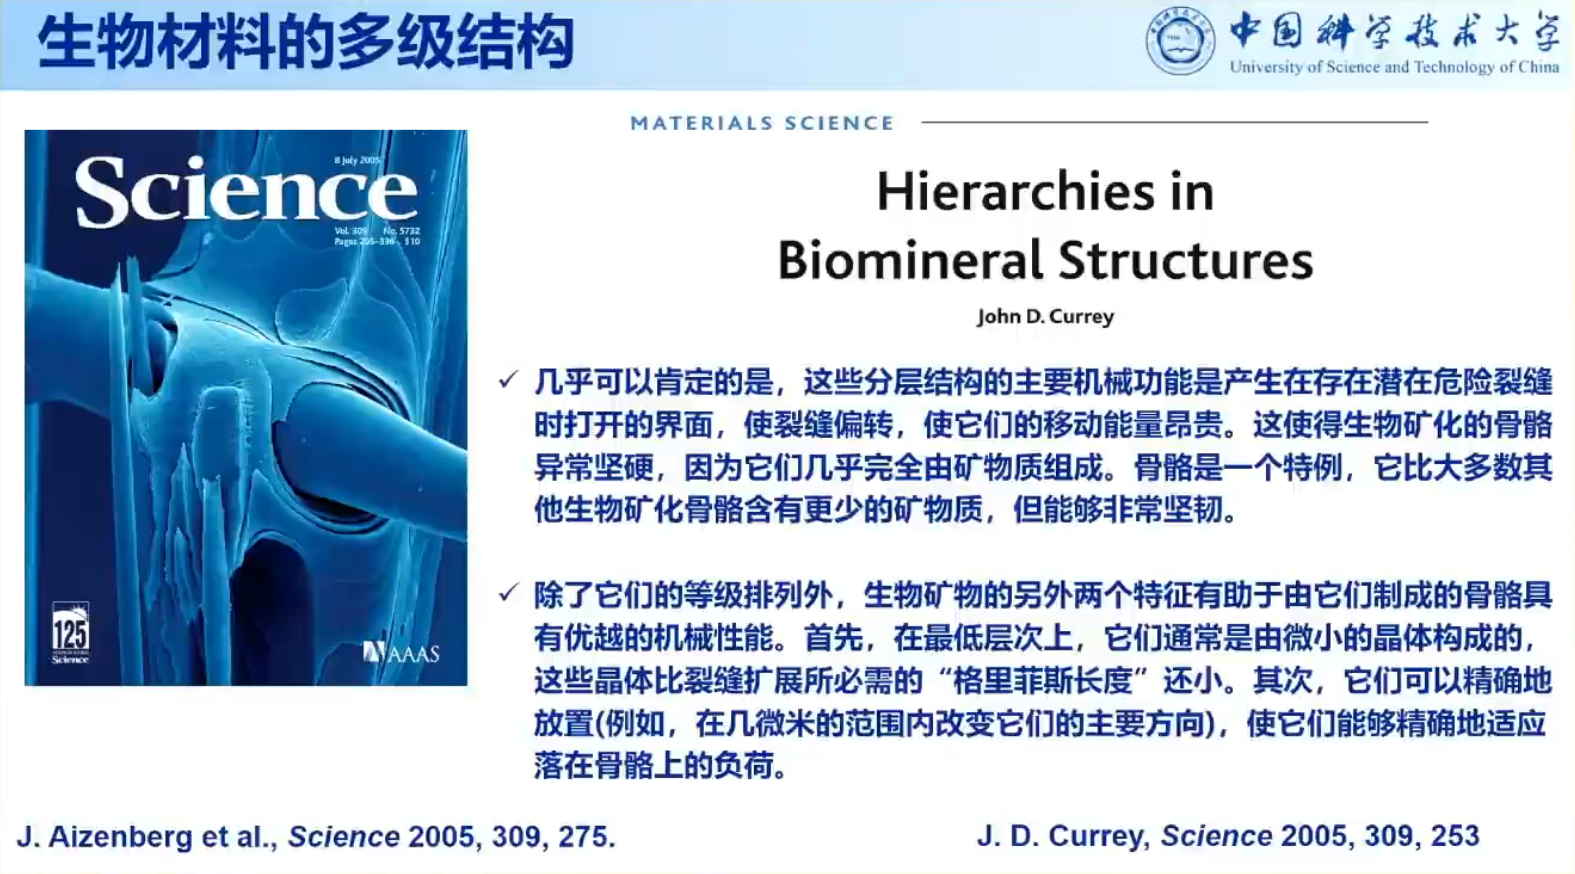 生物材料的多级结构
中国科学技术大学
University of Science and Technology of China
8 July 2005
Science
Vol. 309 No. 5732
Pages 205–336 $10
125
Science
AAAS
MATERIALS SCIENCE
Hierarchies in
Biomineral Structures
John D. Currey
✓ 几乎可以肯定的是，这些分层结构的主要机械功能是产生在存在潜在危险裂缝
时打开的界面，使裂缝偏转，使它们的移动能量昂贵。这使得生物矿化的骨骼
异常坚硬，因为它们几乎完全由矿物质组成。骨骼是一个特例，它比大多数其
他生物矿化骨骼含有更少的矿物质，但能够非常坚韧。
✓ 除了它们的等级排列外，生物矿物的另外两个特征有助于由它们制成的骨骼具
有优越的机械性能。首先，在最低层次上，它们通常是由微小的晶体构成的，
这些晶体比裂缝扩展所必需的“格里菲斯长度”还小。其次，它们可以精确地
放置(例如，在几微米的范围内改变它们的主要方向)，使它们能够精确地适应
落在骨骼上的负荷。
J. Aizenberg et al., Science 2005, 309, 275.
J. D. Currey, Science 2005, 309, 253